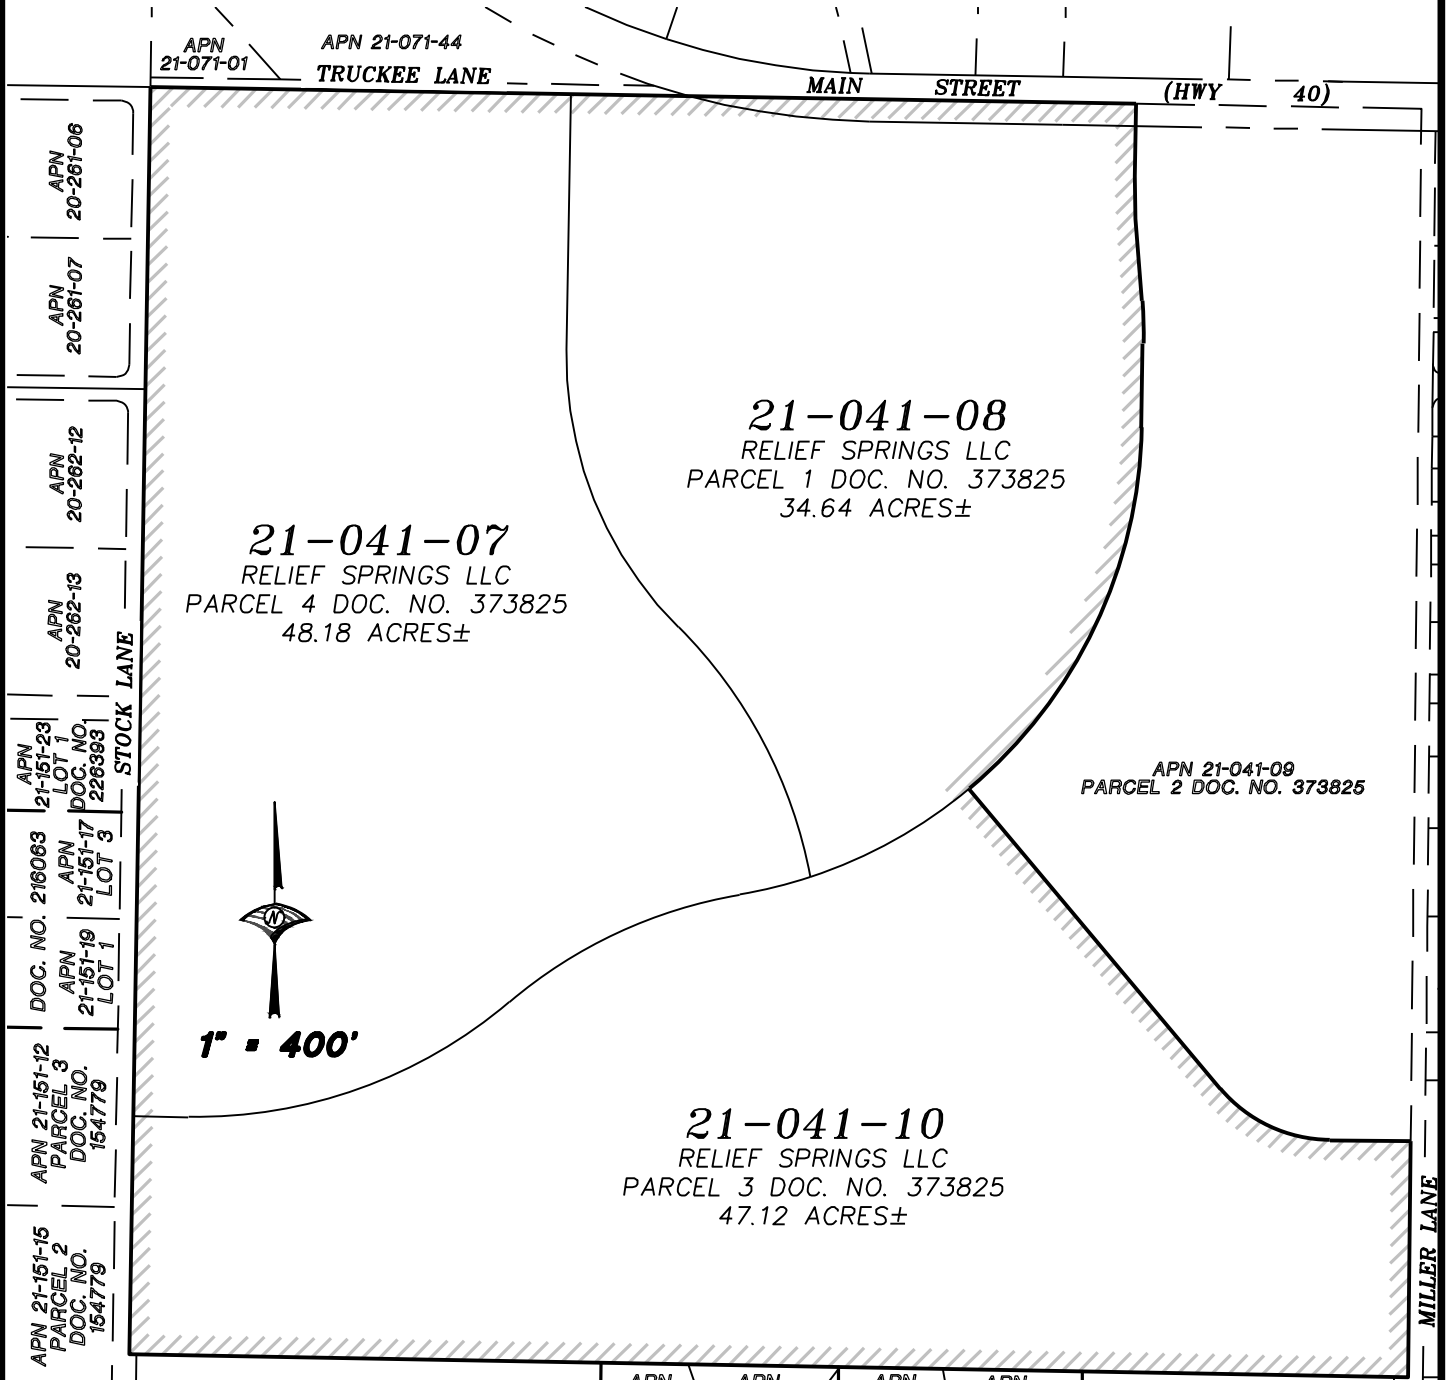 APN
21-071-01
APN 21-071-44
TRUCKEE LANE
MAIN STREET (HWY 40)
APN
20-261-06
APN
20-261-07
APN
20-262-12
APN
20-262-13
STOCK LANE
APN
21-151-23
LOT 1
DOC. NO.
226393
DOC. NO. 216083
APN
21-151-17
LOT 3
APN
21-151-19
LOT 1
APN 21-151-12
PARCEL 3
DOC. NO.
154779
APN 21-151-15
PARCEL 2
DOC. NO.
154779
21-041-08
RELIEF SPRINGS LLC
PARCEL 1 DOC. NO. 373825
34.64 ACRES±
21-041-07
RELIEF SPRINGS LLC
PARCEL 4 DOC. NO. 373825
48.18 ACRES±
APN 21-041-09
PARCEL 2 DOC. NO. 373825
N
1" = 400'
21-041-10
RELIEF SPRINGS LLC
PARCEL 3 DOC. NO. 373825
47.12 ACRES±
MILLER LANE
APN APN APN APN